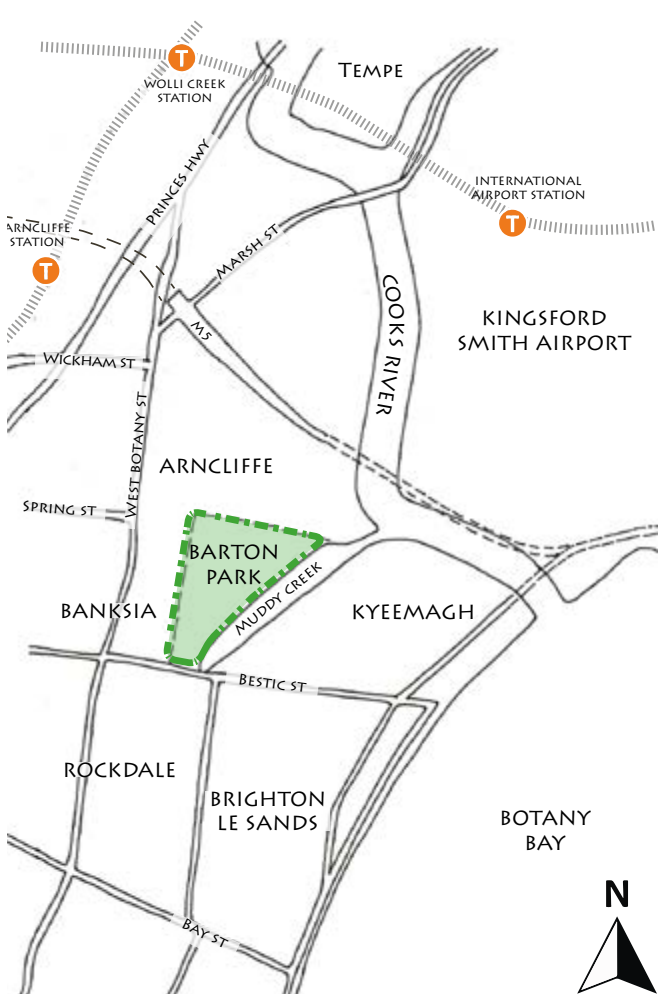 TEMPE
T
WOLLI CREEK
STATION
PRINCES HWY
INTERNATIONAL
AIRPORT STATION
T
ARNCLIFFE
STATION
T
MARSH ST
COOKS RIVER
KINGSFORD
SMITH AIRPORT
M5
WICKHAM ST
WEST BOTANY ST
ARNCLIFFE
SPRING ST
BARTON
PARK
MUDDY CREEK
BANKSIA
KYEEMAGH
BESTIC ST
ROCKDALE
BRIGHTON
LE SANDS
BOTANY
BAY
N
BAY ST